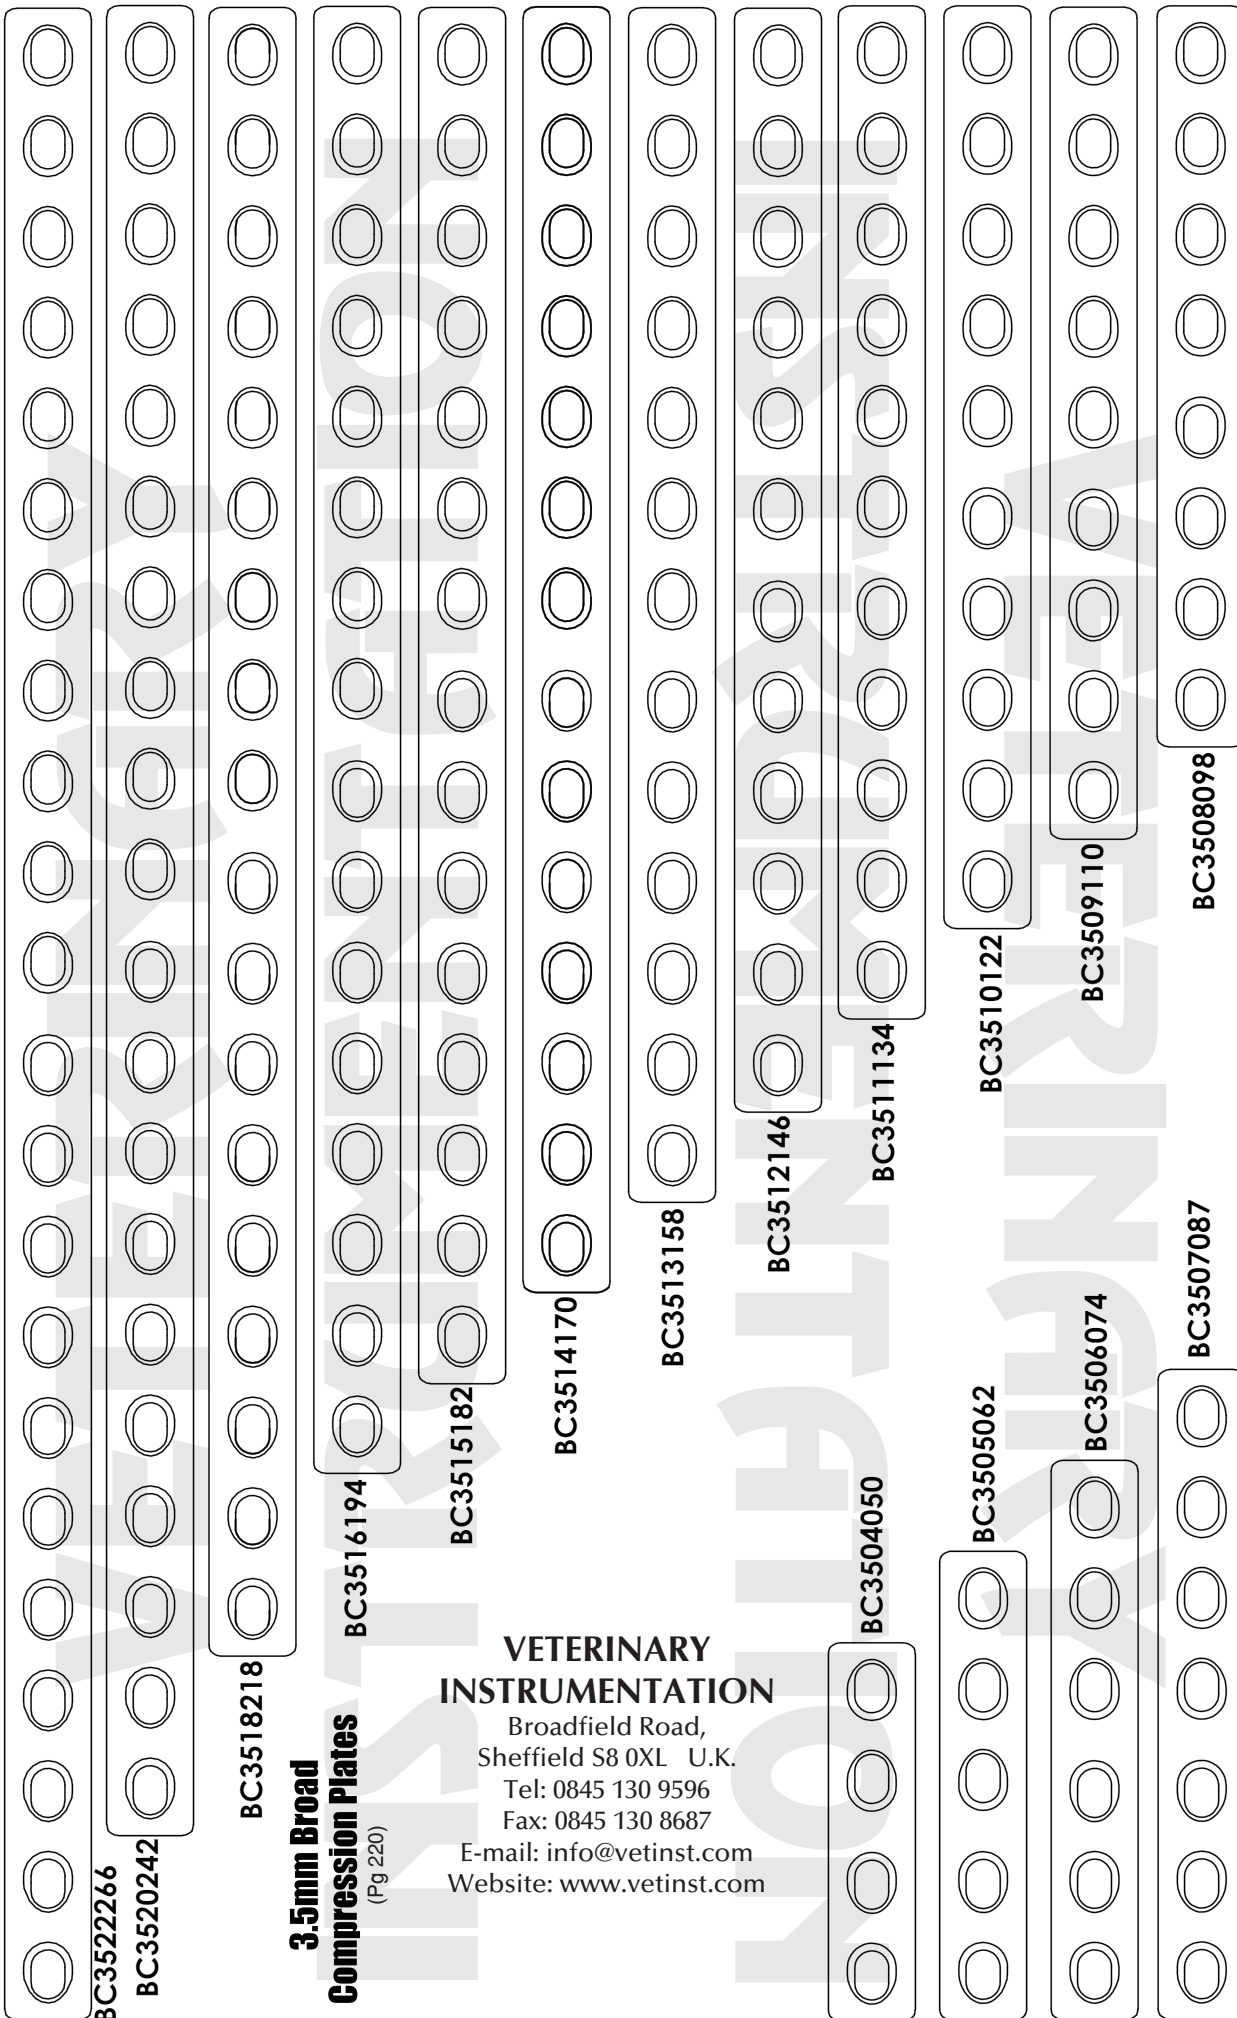 BC3522266
BC3520242
BC3518218
BC3516194
BC3515182
BC3514170
BC3513158
BC3512146
BC3511134
BC3510122
BC3509110
BC3508098
BC3504050
BC3505062
BC3506074
BC3507087
3.5mm Broad
Compression Plates
(Pg 220)
VETERINARY
INSTRUMENTATION
Broadfield Road,
Sheffield S8 0XL U.K.
Tel: 0845 130 9596
Fax: 0845 130 8687
E-mail: info@vetinst.com
Website: www.vetinst.com
VETERINARY
INSTRUMENTATION
VETERINARY
INSTRUMENTATION